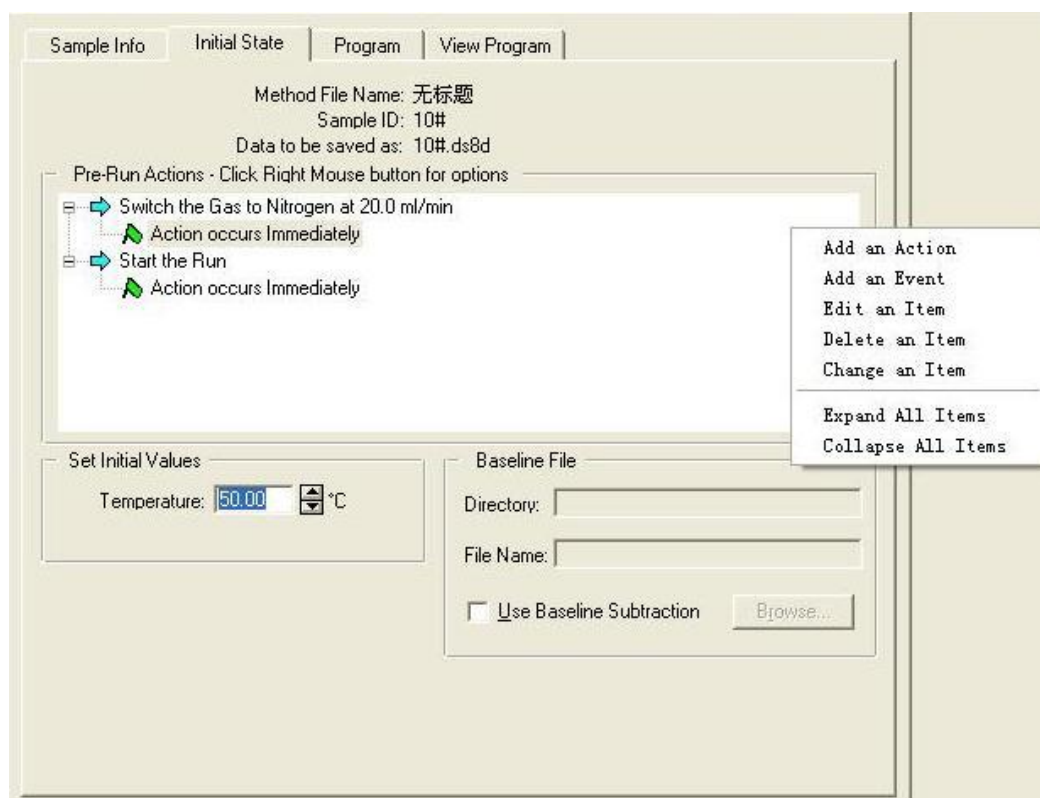 Sample Info Initial State Program View Program
Method File Name: 无标题
Sample ID: 10#
Data to be saved as: 10#.ds8d
Pre-Run Actions - Click Right Mouse button for options
Switch the Gas to Nitrogen at 20.0 ml/min
Action occurs Immediately
Start the Run
Action occurs Immediately
Add an Action
Add an Event
Edit an Item
Delete an Item
Change an Item
Expand All Items
Collapse All Items
Set Initial Values
Temperature: 50.00 °C
Baseline File
Directory:
File Name:
Use Baseline Subtraction Browse...